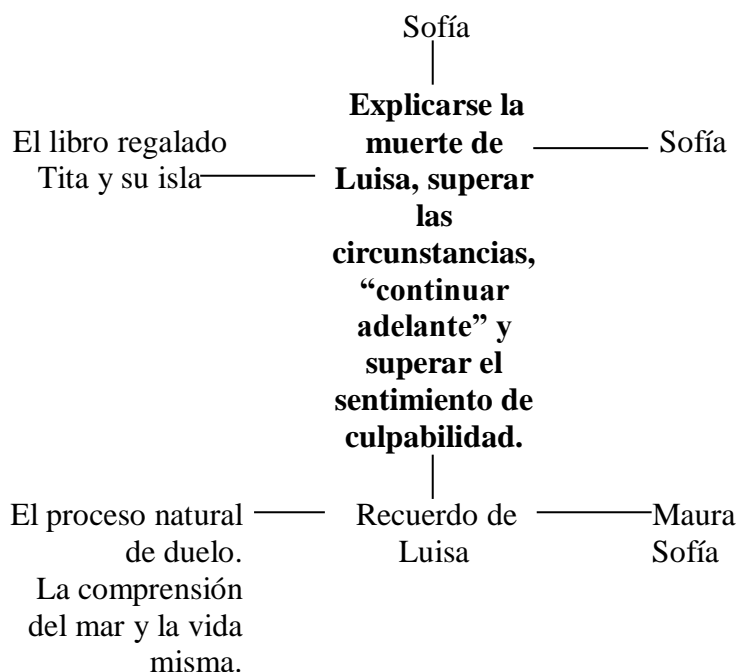 Sofía
El libro regalado
Tita y su isla
Explicarse la
muerte de
Luisa, superar
las
circunstancias,
“continuar
adelante” y
superar el
sentimiento de
culpabilidad.
Sofía
El proceso natural
de duelo.
La comprensión
del mar y la vida
misma.
Recuerdo de
Luisa
Maura
Sofía